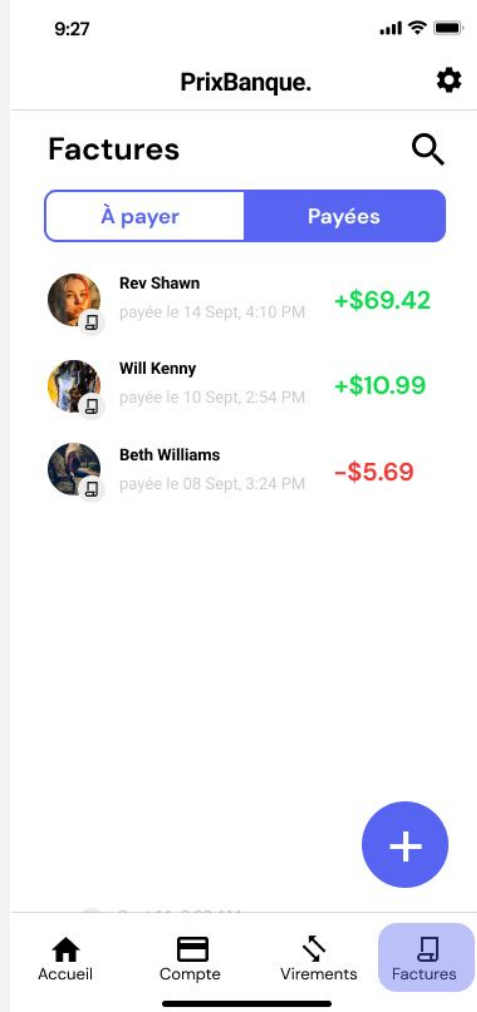 9:27
PrixBanque.
Factures
À payer
Payées
Rev Shawn
payée le 14 Sept, 4:10 PM
+$69.42
Will Kenny
payée le 10 Sept, 2:54 PM
+$10.99
Beth Williams
payée le 08 Sept, 3:24 PM
-$5.69
Accueil
Compte
Virements
Factures